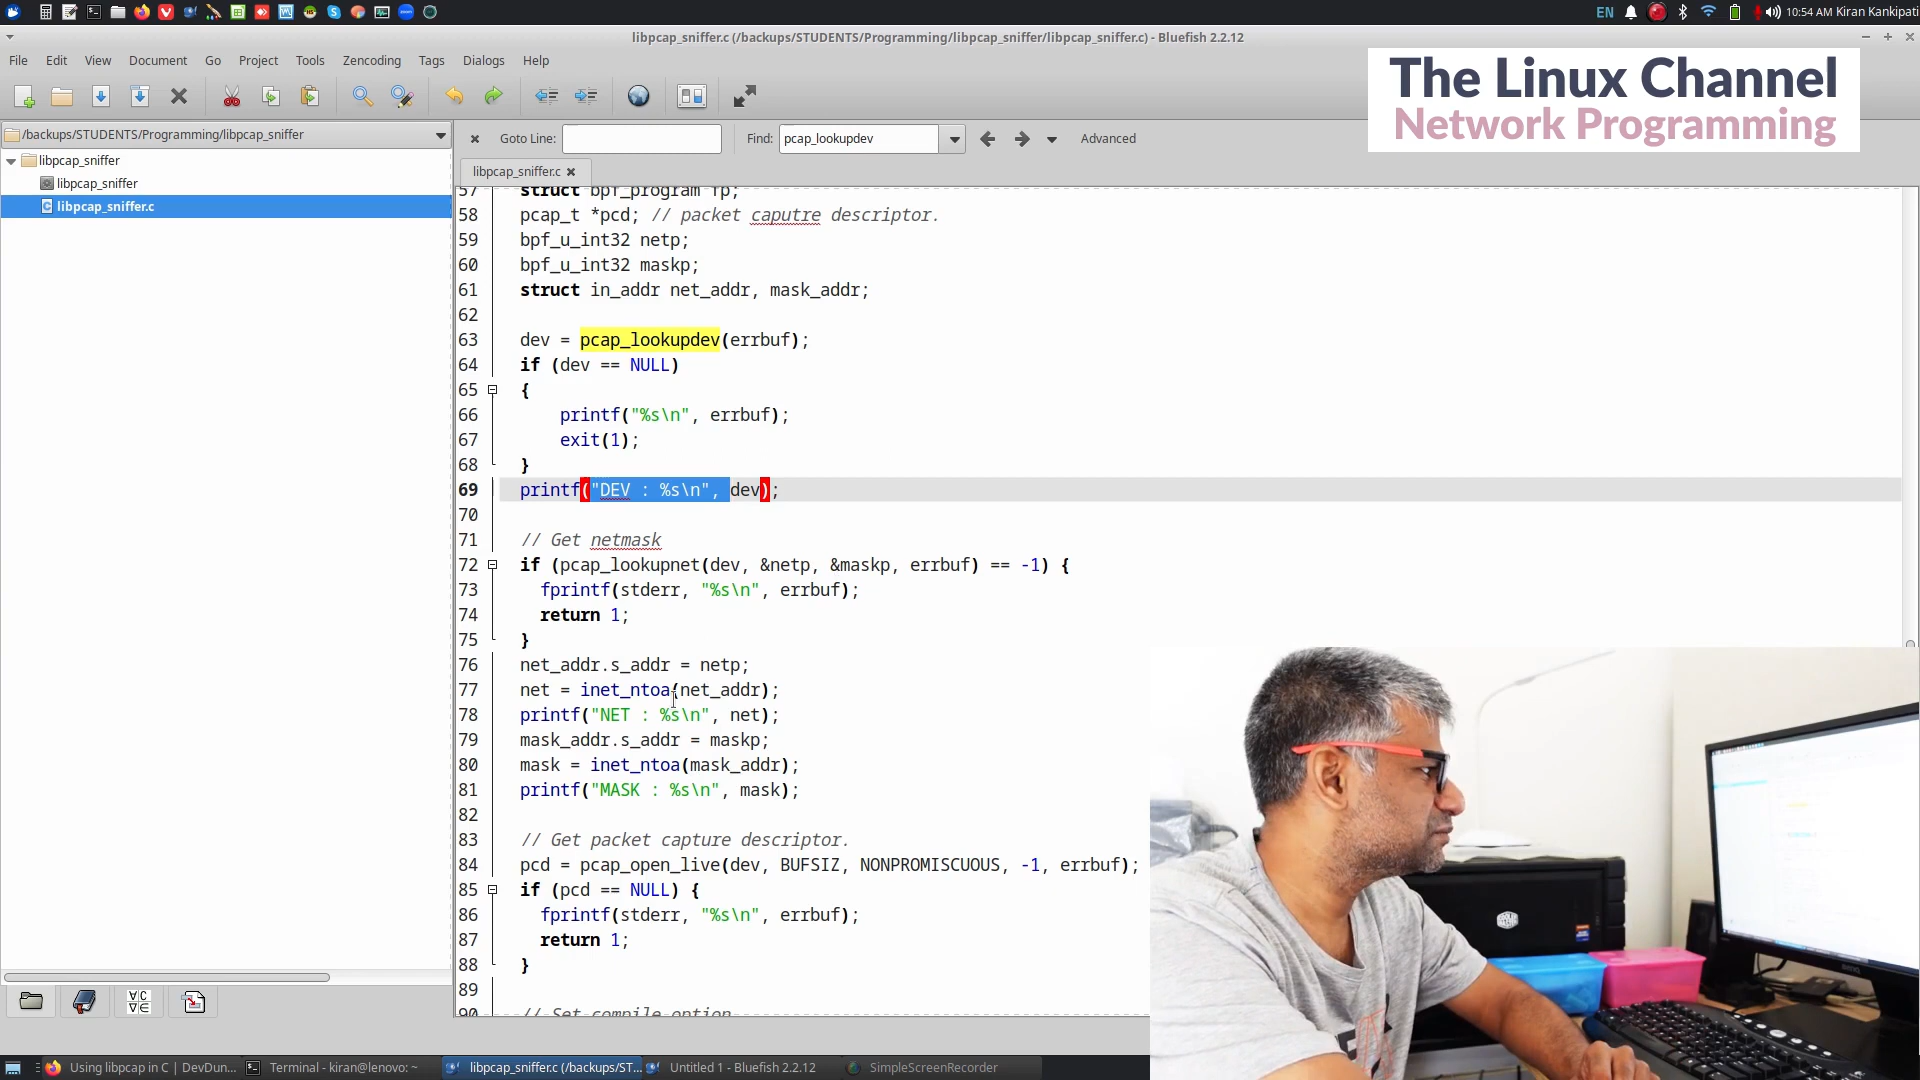 EN 10:54 AM Kiran Kankipati
libpcap_sniffer.c (/backups/STUDENTS/Programming/libpcap_sniffer/libpcap_sniffer.c) - Bluefish 2.2.12
File Edit View Document Go Project Tools Zencoding Tags Dialogs Help
The Linux Channel
Network Programming
/backups/STUDENTS/Programming/libpcap_sniffer
Goto Line: Find: pcap_lookupdev Advanced
libpcap_sniffer
libpcap_sniffer
libpcap_sniffer.c
libpcap_sniffer.c
57 struct bpf_program fp;
58 pcap_t *pcd; // packet caputre descriptor.
59 bpf_u_int32 netp;
60 bpf_u_int32 maskp;
61 struct in_addr net_addr, mask_addr;
62
63 dev = pcap_lookupdev(errbuf);
64 if (dev == NULL)
65 {
66 printf("%s\n", errbuf);
67 exit(1);
68 }
69 printf("DEV : %s\n", dev);
70
71 // Get netmask
72 if (pcap_lookupnet(dev, &netp, &maskp, errbuf) == -1) {
73 fprintf(stderr, "%s\n", errbuf);
74 return 1;
75 }
76 net_addr.s_addr = netp;
77 net = inet_ntoa(net_addr);
78 printf("NET : %s\n", net);
79 mask_addr.s_addr = maskp;
80 mask = inet_ntoa(mask_addr);
81 printf("MASK : %s\n", mask);
82
83 // Get packet capture descriptor.
84 pcd = pcap_open_live(dev, BUFSIZ, NONPROMISCUOUS, -1, errbuf);
85 if (pcd == NULL) {
86 fprintf(stderr, "%s\n", errbuf);
87 return 1;
88 }
89
90 // Set compile option
Using libpcap in C | DevDun... Terminal - kiran@lenovo: ~ libpcap_sniffer.c (/backups/ST... Untitled 1 - Bluefish 2.2.12 SimpleScreenRecorder